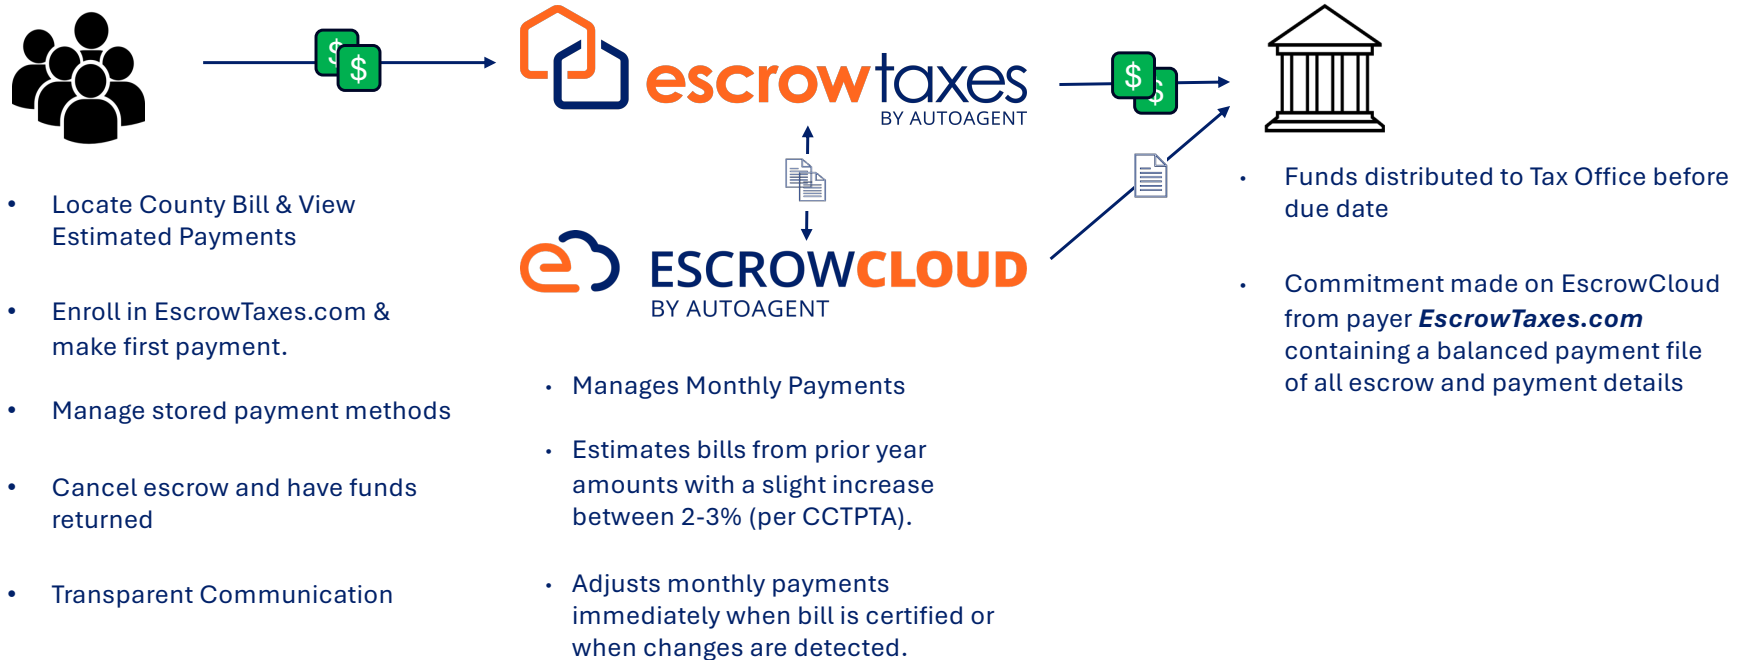 $ $
escrowtaxes
BY AUTOAGENT
$ $
ESCROWCLOUD
BY AUTOAGENT
• Locate County Bill & View
Estimated Payments
• Enroll in EscrowTaxes.com &
make first payment.
• Manage stored payment methods
• Cancel escrow and have funds
returned
• Transparent Communication
• Manages Monthly Payments
• Estimates bills from prior year
amounts with a slight increase
between 2-3% (per CCTPTA).
• Adjusts monthly payments
immediately when bill is certified or
when changes are detected.
• Funds distributed to Tax Office before
due date
• Commitment made on EscrowCloud
from payer EscrowTaxes.com
containing a balanced payment file
of all escrow and payment details